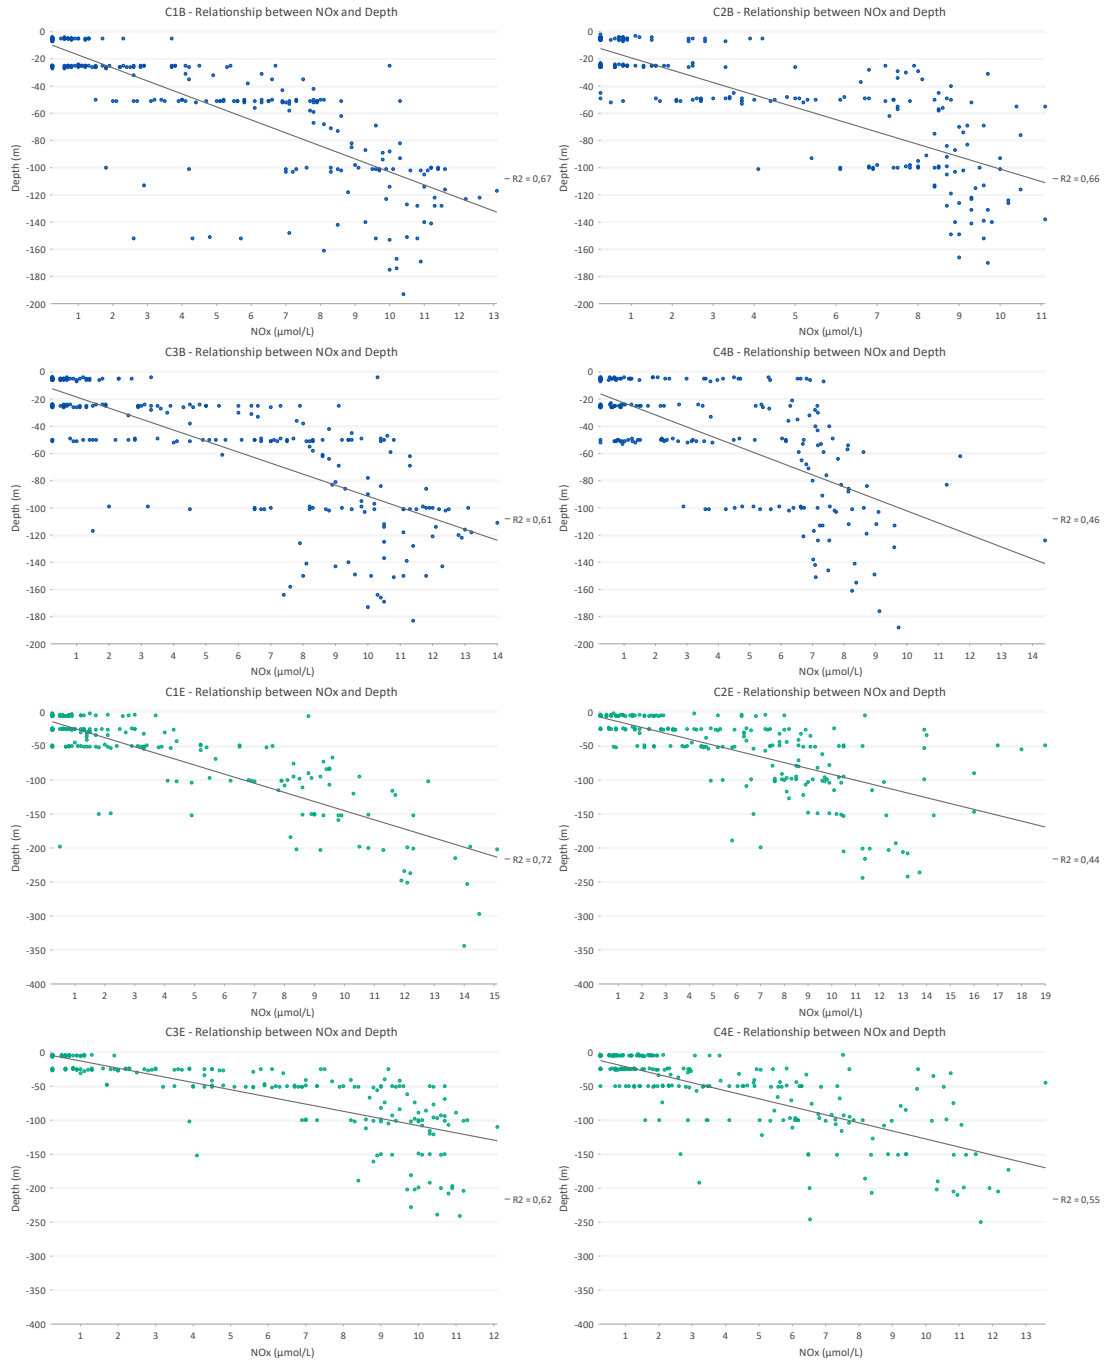 C1B - Relationship between NOx and Depth
0
-20
-40
-60
-80
-100
-120
-140
-160
-180
-200
Depth (m)
1 2 3 4 5 6 7 8 9 10 11 12 13
NOx (µmol/L)
R2 = 0,67
C2B - Relationship between NOx and Depth
0
-20
-40
-60
-80
-100
-120
-140
-160
-180
-200
Depth (m)
1 2 3 4 5 6 7 8 9 10 11
NOx (µmol/L)
R2 = 0,66
C3B - Relationship between NOx and Depth
0
-20
-40
-60
-80
-100
-120
-140
-160
-180
-200
Depth (m)
1 2 3 4 5 6 7 8 9 10 11 12 13 14
NOx (µmol/L)
R2 = 0,61
C4B - Relationship between NOx and Depth
0
-20
-40
-60
-80
-100
-120
-140
-160
-180
-200
Depth (m)
1 2 3 4 5 6 7 8 9 10 11 12 13 14
NOx (µmol/L)
R2 = 0,46
C1E - Relationship between NOx and Depth
0
-50
-100
-150
-200
-250
-300
-350
-400
Depth (m)
1 2 3 4 5 6 7 8 9 10 11 12 13 14 15
NOx (µmol/L)
R2 = 0,72
C2E - Relationship between NOx and Depth
0
-50
-100
-150
-200
-250
-300
-350
-400
Depth (m)
1 2 3 4 5 6 7 8 9 10 11 12 13 14 15 16 17 18 19
NOx (µmol/L)
R2 = 0,44
C3E - Relationship between NOx and Depth
0
-50
-100
-150
-200
-250
-300
-350
-400
Depth (m)
1 2 3 4 5 6 7 8 9 10 11 12
NOx (µmol/L)
R2 = 0,62
C4E - Relationship between NOx and Depth
0
-50
-100
-150
-200
-250
-300
-350
-400
Depth (m)
1 2 3 4 5 6 7 8 9 10 11 12 13
NOx (µmol/L)
R2 = 0,55